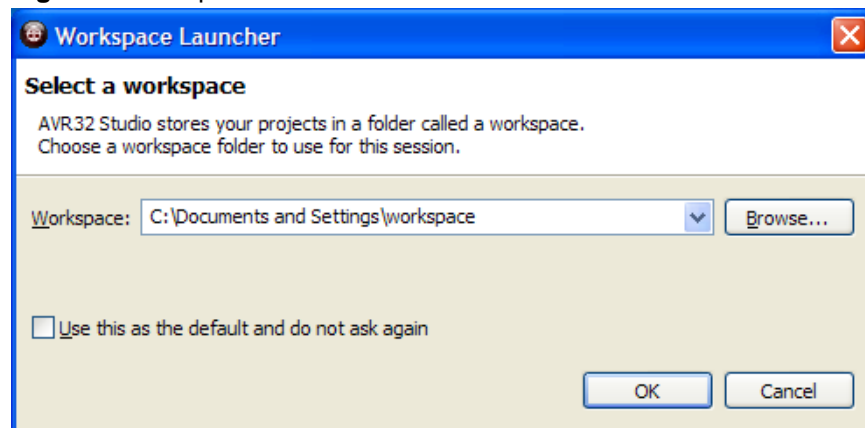 Workspace Launcher
Select a workspace
AVR32 Studio stores your projects in a folder called a workspace.
Choose a workspace folder to use for this session.
Workspace: C:\Documents and Settings\workspace Browse...
Use this as the default and do not ask again
OK Cancel